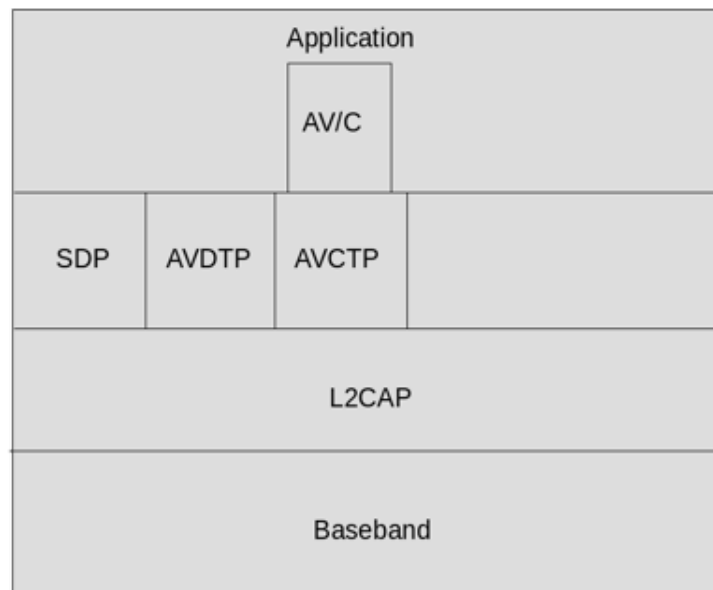 Application
AV/C
SDP AVDTP AVCTP
L2CAP
Baseband